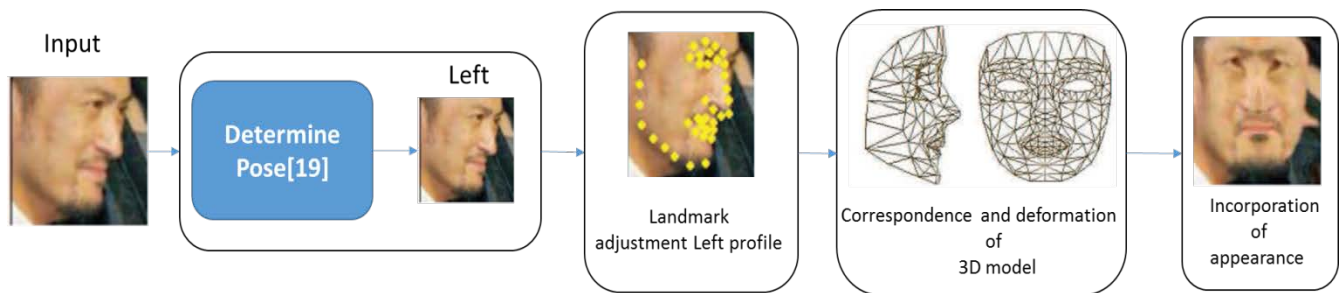 Input
Determine
Pose[19]
Left
Landmark
adjustment Left profile
Correspondence and deformation
of
3D model
Incorporation
of
appearance